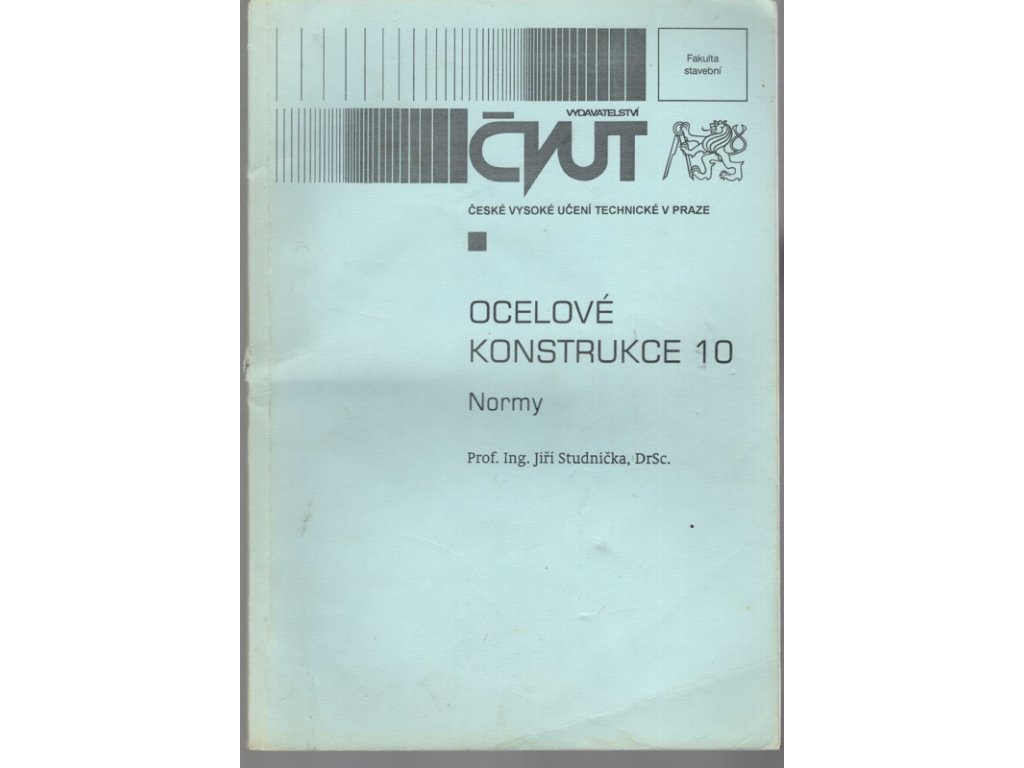 Fakulta
stavební
VYDAVATELSTVÍ
ČVUT
ČESKÉ VYSOKÉ UČENÍ TECHNICKÉ V PRAZE
OCELOVÉ
KONSTRUKCE 10
Normy
Prof. Ing. Jiří Studnička, DrSc.